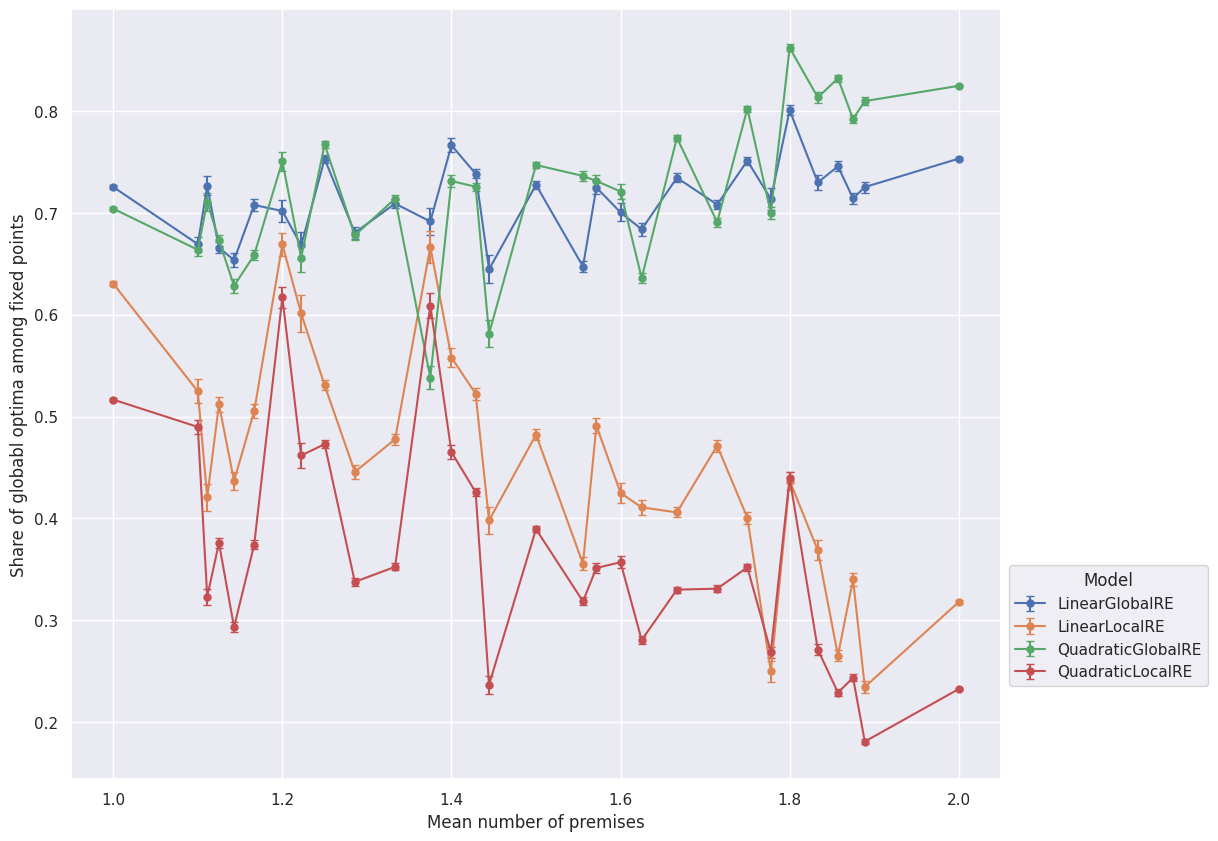 Share of globabl optima among fixed points
0.8
0.7
0.6
0.5
0.4
0.3
0.2
1.0 1.2 1.4 1.6 1.8 2.0
Mean number of premises
Model
LinearGlobalRE
LinearLocalRE
QuadraticGlobalRE
QuadraticLocalRE